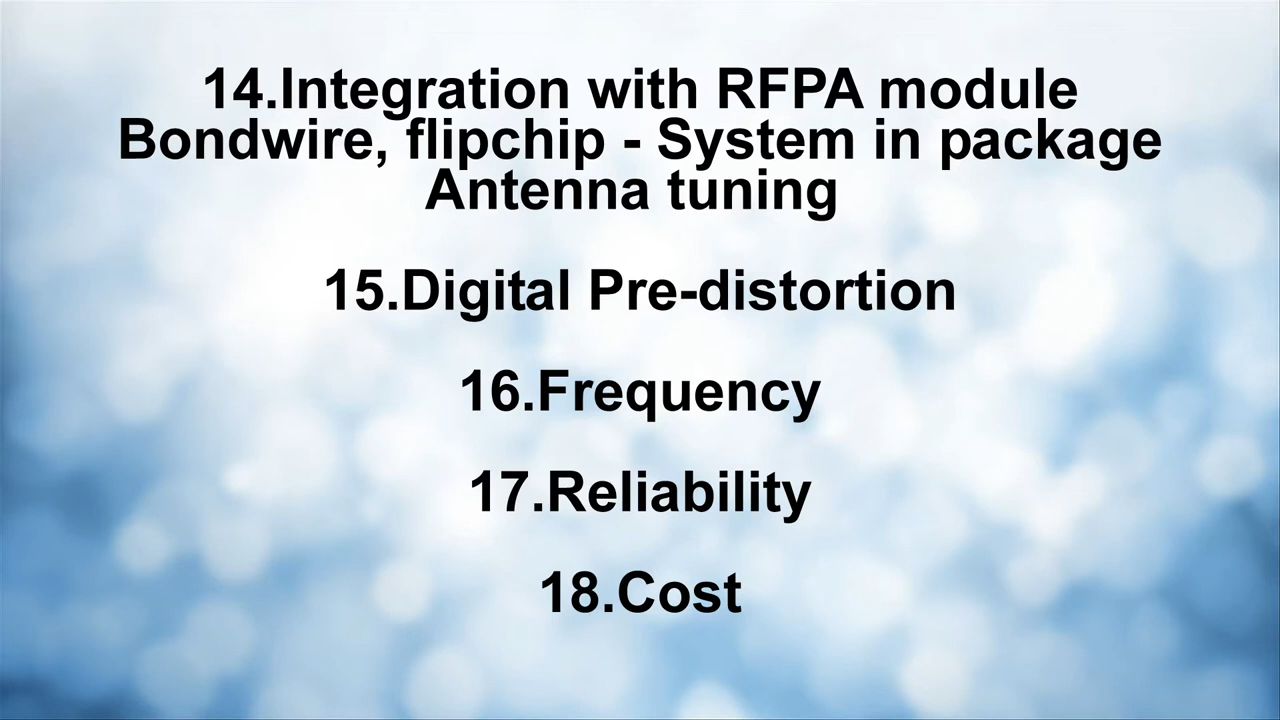 14.Integration with RFPA module
Bondwire, flipchip - System in package
Antenna tuning
15.Digital Pre-distortion
16.Frequency
17.Reliability
18.Cost